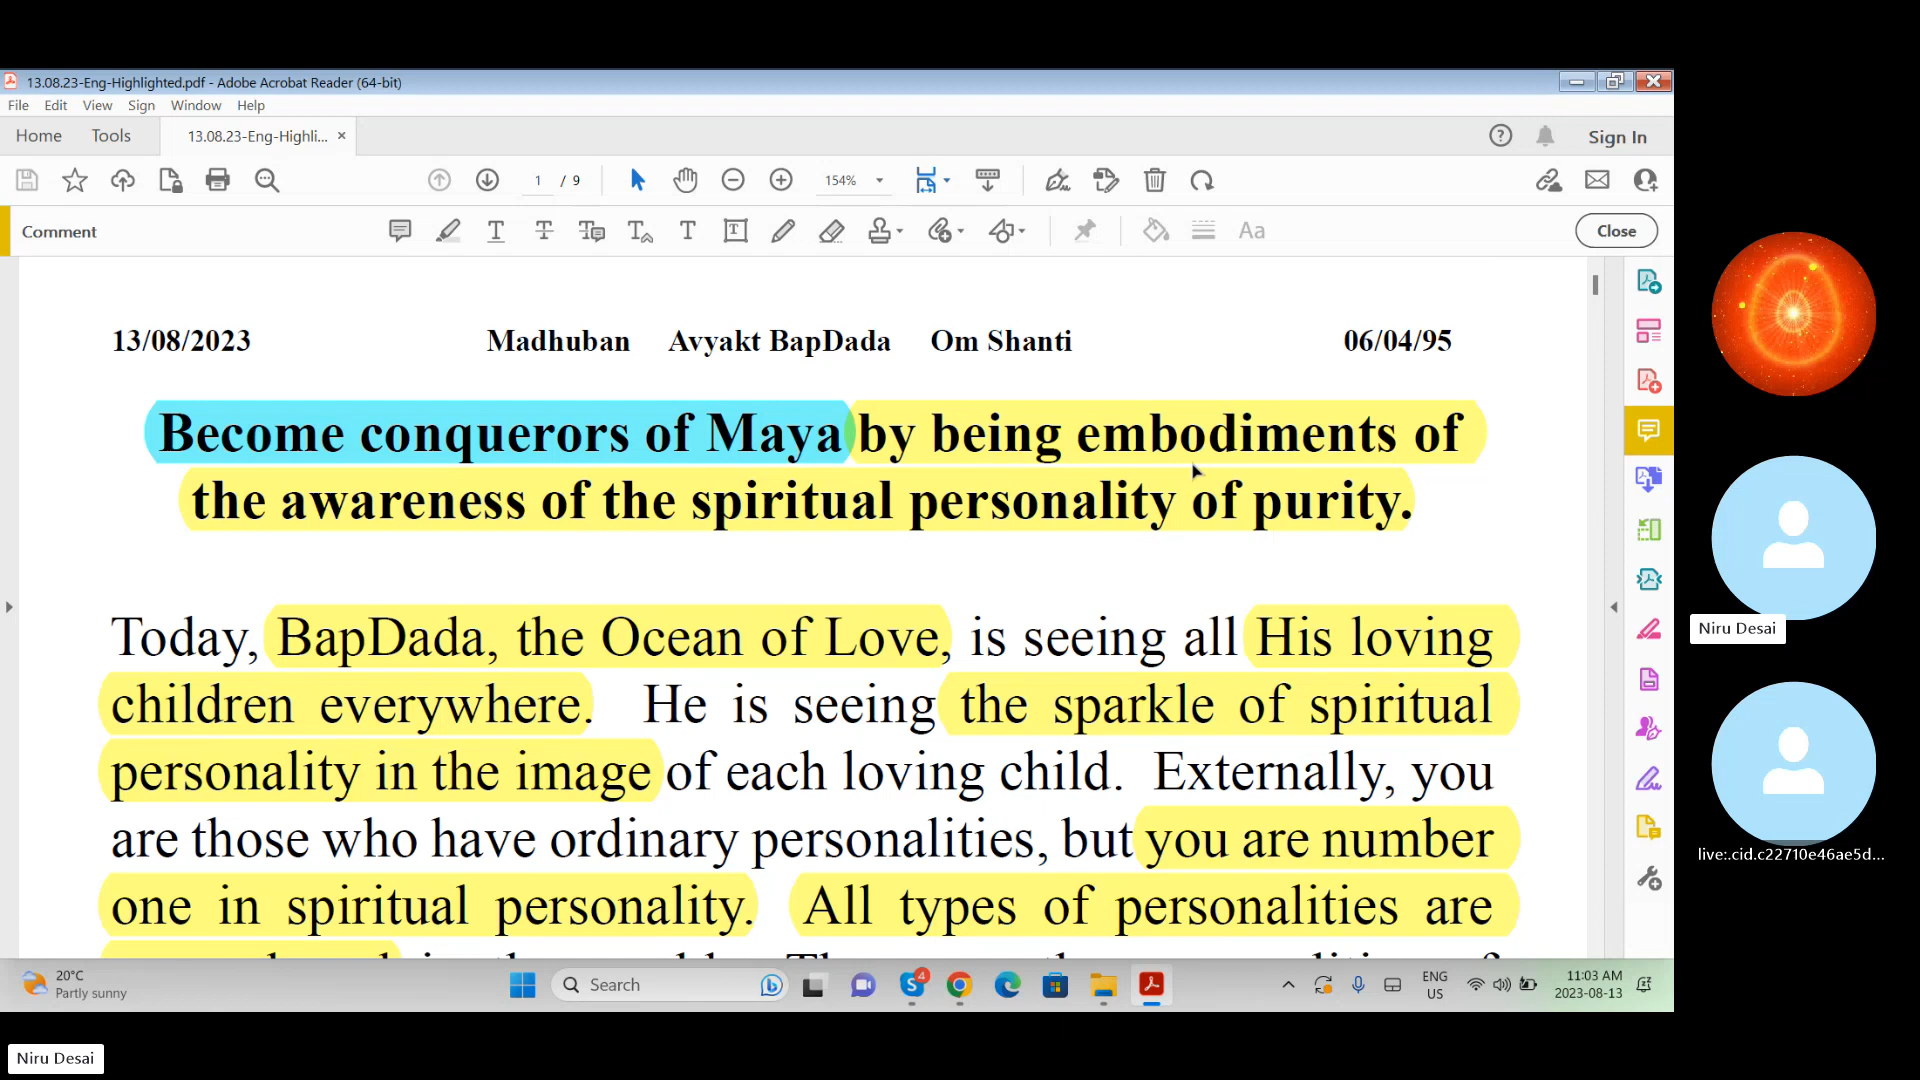 13.08.23-Eng-Highlighted.pdf - Adobe Acrobat Reader (64-bit)
File Edit View Sign Window Help
Home Tools 13.08.23-Eng-Highli... × Sign In
1 / 9 154%
Comment Close
13/08/2023 Madhuban Avyakt BapDada Om Shanti 06/04/95
Become conquerors of Maya by being embodiments of
the awareness of the spiritual personality of purity.
Today, BapDada, the Ocean of Love, is seeing all His loving
children everywhere. He is seeing the sparkle of spiritual
personality in the image of each loving child. Externally, you
are those who have ordinary personalities, but you are number
one in spiritual personality. All types of personalities are
Niru Desai
live:.cid.c22710e46ae5d...
20°C
Partly sunny
Search
4
ENG
US
11:03 AM
2023-08-13
Niru Desai